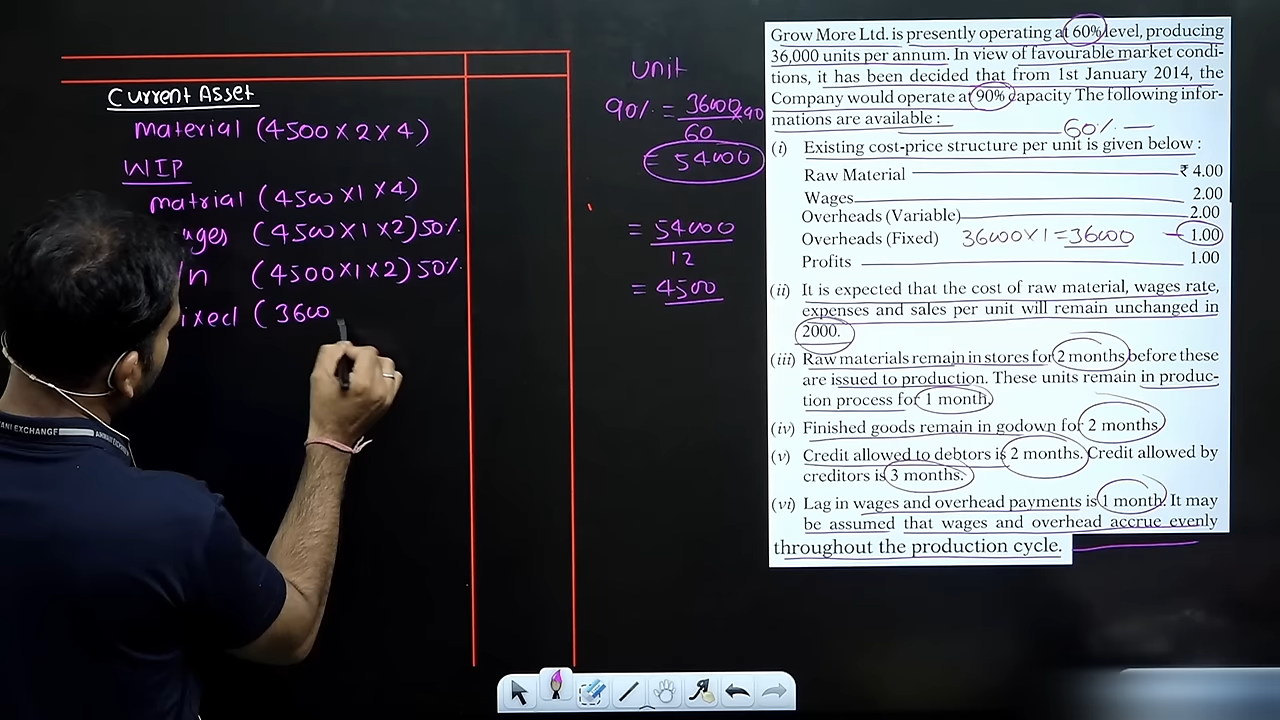 Current Asset
material (4500 × 2 × 4)
WIP
matrial (4500 × 1 × 4)
(4500 × 1 × 2) 50%
(4500 × 1 × 2) 50%
(3600
Unit
90% = 36000 × 90
60
= 54000
= 54000
12
= 4500
Grow More Ltd. is presently operating at 60% level, producing
36,000 units per annum. In view of favourable market condi-
tions, it has been decided that from 1st January 2014, the
Company would operate at 90% capacity The following infor-
mations are available :
60% —
(i) Existing cost-price structure per unit is given below :
Raw Material ₹ 4.00
Wages 2.00
Overheads (Variable) 2.00
Overheads (Fixed) 36000 × 1 = 36000 1.00
Profits 1.00
(ii) It is expected that the cost of raw material, wages rate,
expenses and sales per unit will remain unchanged in
2000.
(iii) Raw materials remain in stores for 2 months before these
are issued to production. These units remain in produc-
tion process for 1 month.
(iv) Finished goods remain in godown for 2 months
(v) Credit allowed to debtors is 2 months. Credit allowed by
creditors is 3 months.
(vi) Lag in wages and overhead payments is 1 month. It may
be assumed that wages and overhead accrue evenly
throughout the production cycle.